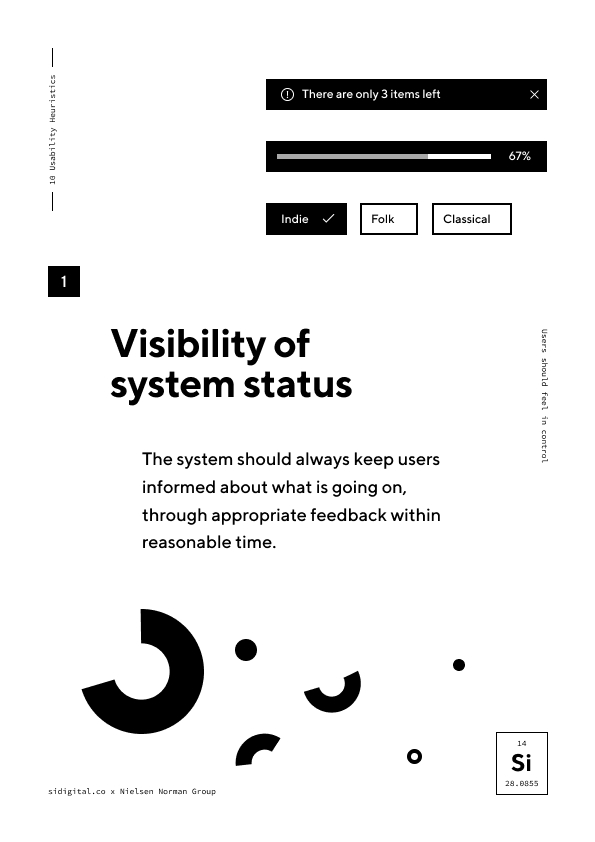 10 Usability Heuristics
There are only 3 items left
67%
Indie
Folk
Classical
1
Visibility of
system status
Users should feel in control
The system should always keep users
informed about what is going on,
through appropriate feedback within
reasonable time.
14
Si
28.0855
sidigital.co x Nielsen Norman Group